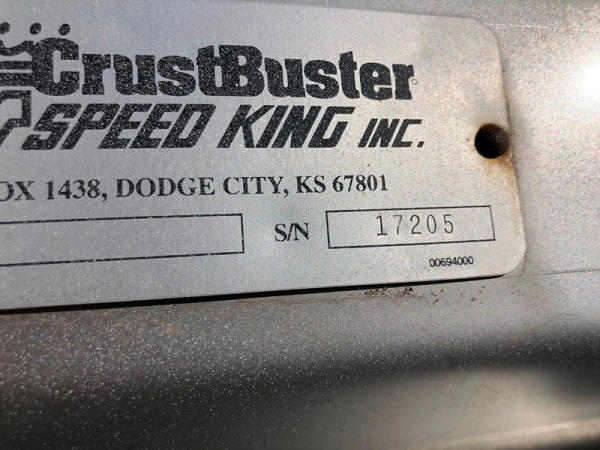 CrustBuster
SPEED KING INC.
OX 1438, DODGE CITY, KS 67801
S/N 17205
00694000